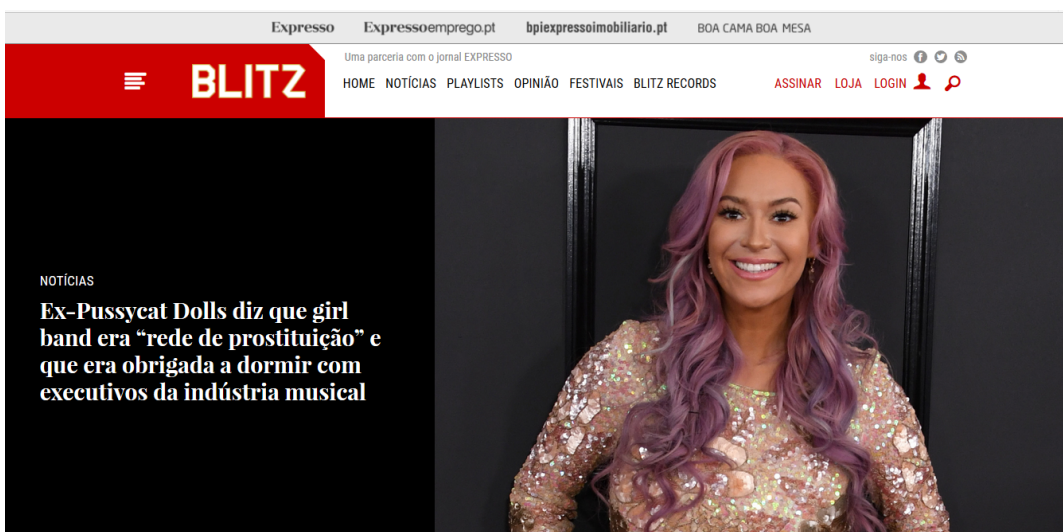 Expresso Expressoemprego.pt bpiexpressoimobiliario.pt BOA CAMA BOA MESA
Uma parceria com o jornal EXPRESSO siga-nos
BLITZ
HOME NOTÍCIAS PLAYLISTS OPINIÃO FESTIVAIS BLITZ RECORDS ASSINAR LOJA LOGIN
NOTÍCIAS
Ex-Pussycat Dolls diz que girl
band era “rede de prostituição” e
que era obrigada a dormir com
executivos da indústria musical